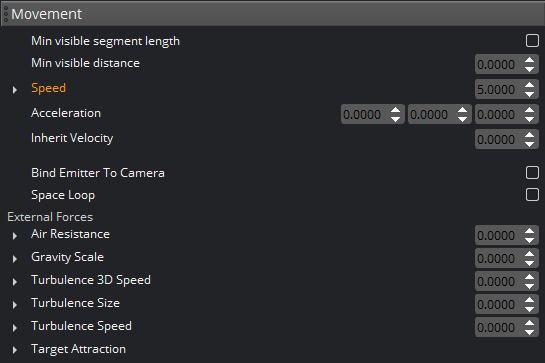 Movement
Min visible segment length
Min visible distance 0.0000
Speed 5.0000
Acceleration 0.0000 0.0000 0.0000
Inherit Velocity 0.0000
Bind Emitter To Camera
Space Loop
External Forces
Air Resistance 0.0000
Gravity Scale 0.0000
Turbulence 3D Speed 0.0000
Turbulence Size 0.0000
Turbulence Speed 0.0000
Target Attraction